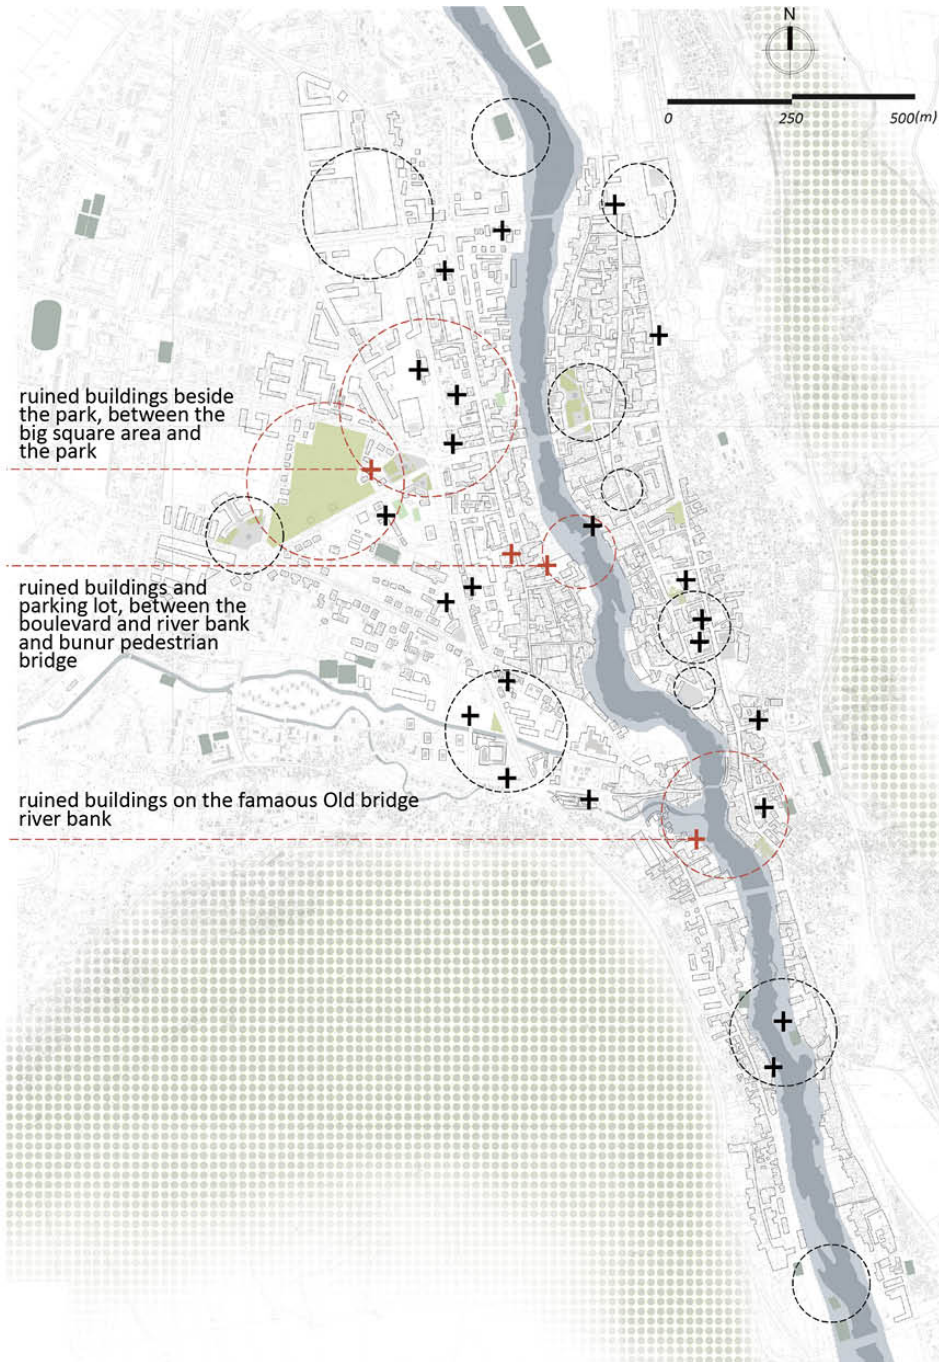 N
0 250 500(m)
ruined buildings beside
the park, between the
big square area and
the park
ruined buildings and
parking lot, between the
boulevard and river bank
and bunur pedestrian
bridge
ruined buildings on the famaous Old bridge
river bank